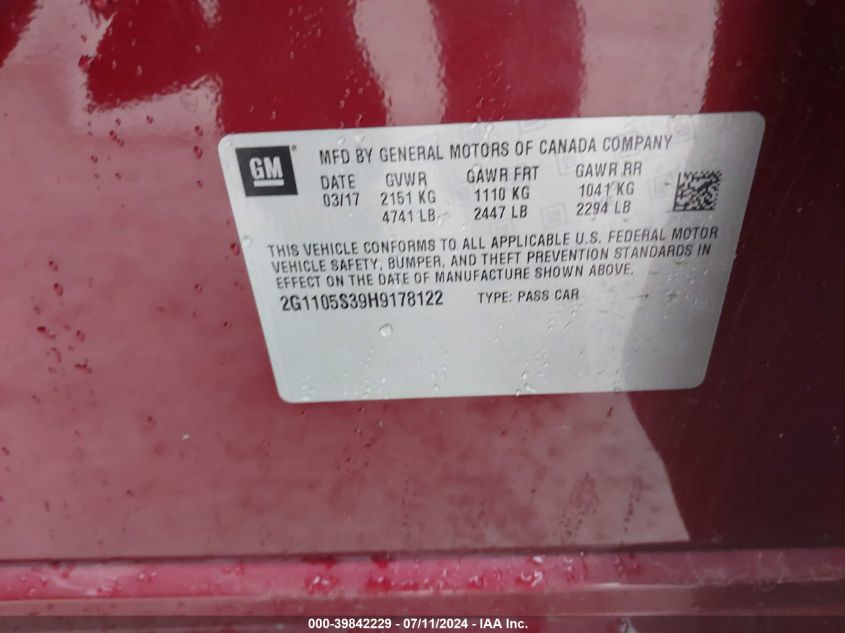 GM®
MFD BY GENERAL MOTORS OF CANADA COMPANY
DATE GVWR GAWR FRT GAWR RR
03/17 2151 KG 1110 KG 1041 KG
4741 LB 2447 LB 2294 LB
THIS VEHICLE CONFORMS TO ALL APPLICABLE U.S. FEDERAL MOTOR
VEHICLE SAFETY, BUMPER, AND THEFT PREVENTION STANDARDS IN
EFFECT ON THE DATE OF MANUFACTURE SHOWN ABOVE.
2G1105S39H9178122 TYPE: PASS CAR
000-39842229 - 07/11/2024 - IAA Inc.